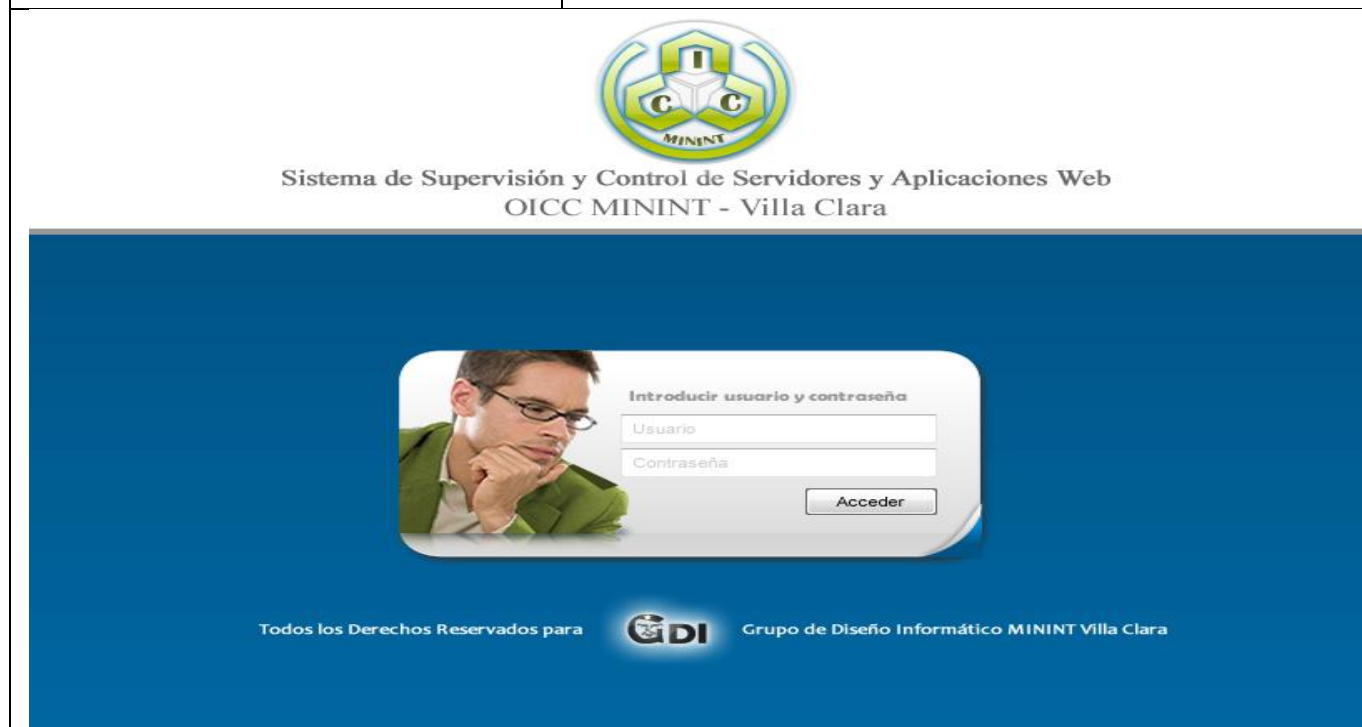 I
C C
MININT
Sistema de Supervisión y Control de Servidores y Aplicaciones Web
OICC MININT - Villa Clara
Introducir usuario y contraseña
Usuario
Contraseña
Acceder
Todos los Derechos Reservados para GDI Grupo de Diseño Informático MININT Villa Clara